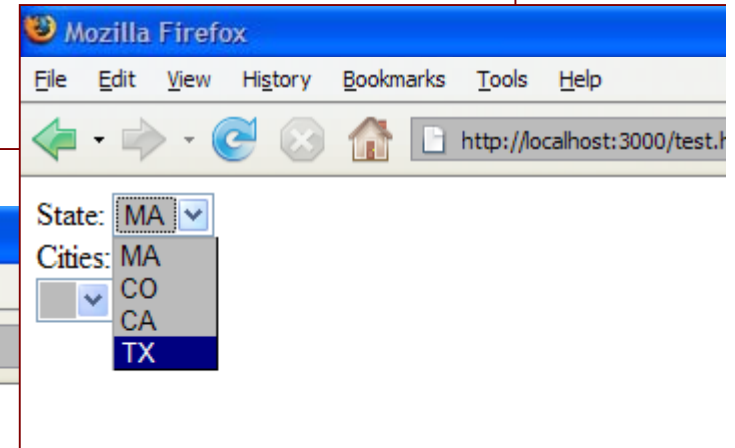 Mozilla Firefox
File Edit View History Bookmarks Tools Help
http://localhost:3000/test.h
State: MA
Cities: MA
CO
CA
TX